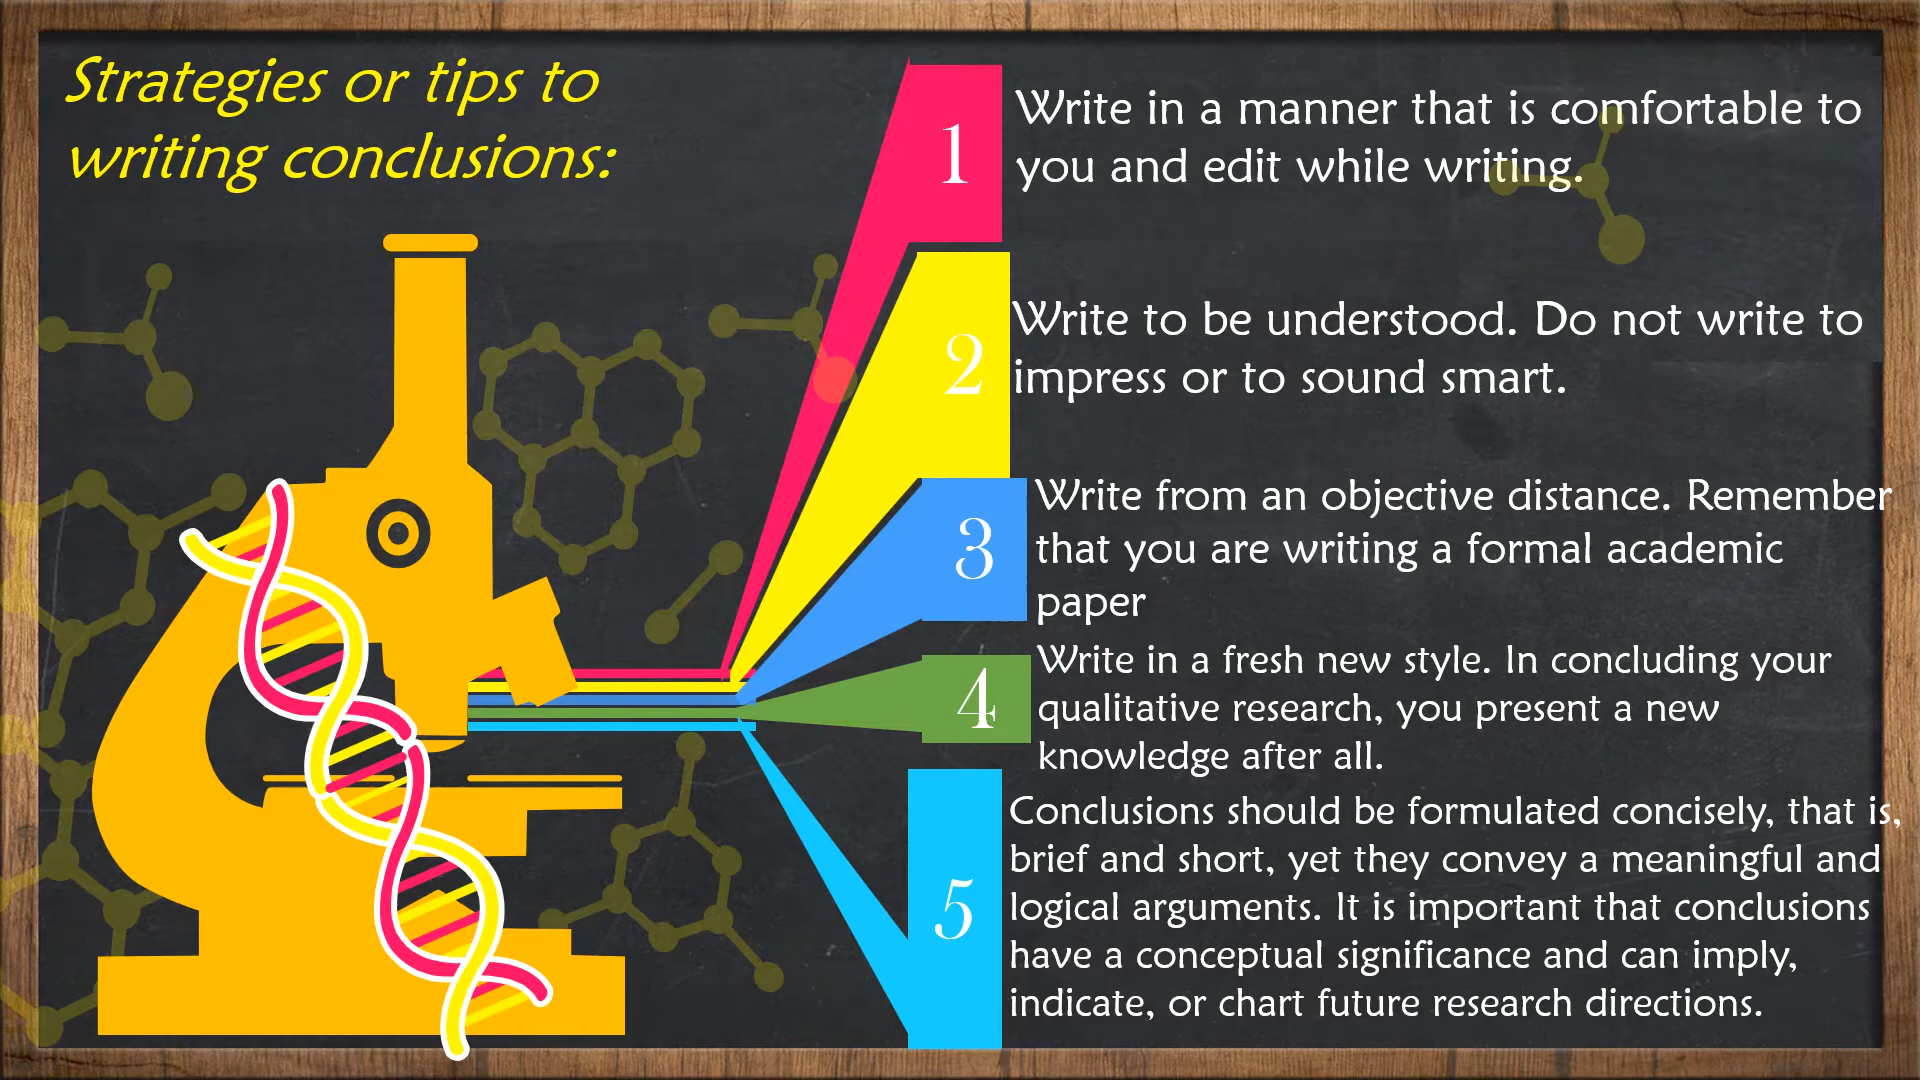 Strategies or tips to
writing conclusions:
1
Write in a manner that is comfortable to
you and edit while writing.
2
Write to be understood. Do not write to
impress or to sound smart.
3
Write from an objective distance. Remember
that you are writing a formal academic
paper
4
Write in a fresh new style. In concluding your
qualitative research, you present a new
knowledge after all.
5
Conclusions should be formulated concisely, that is,
brief and short, yet they convey a meaningful and
logical arguments. It is important that conclusions
have a conceptual significance and can imply,
indicate, or chart future research directions.